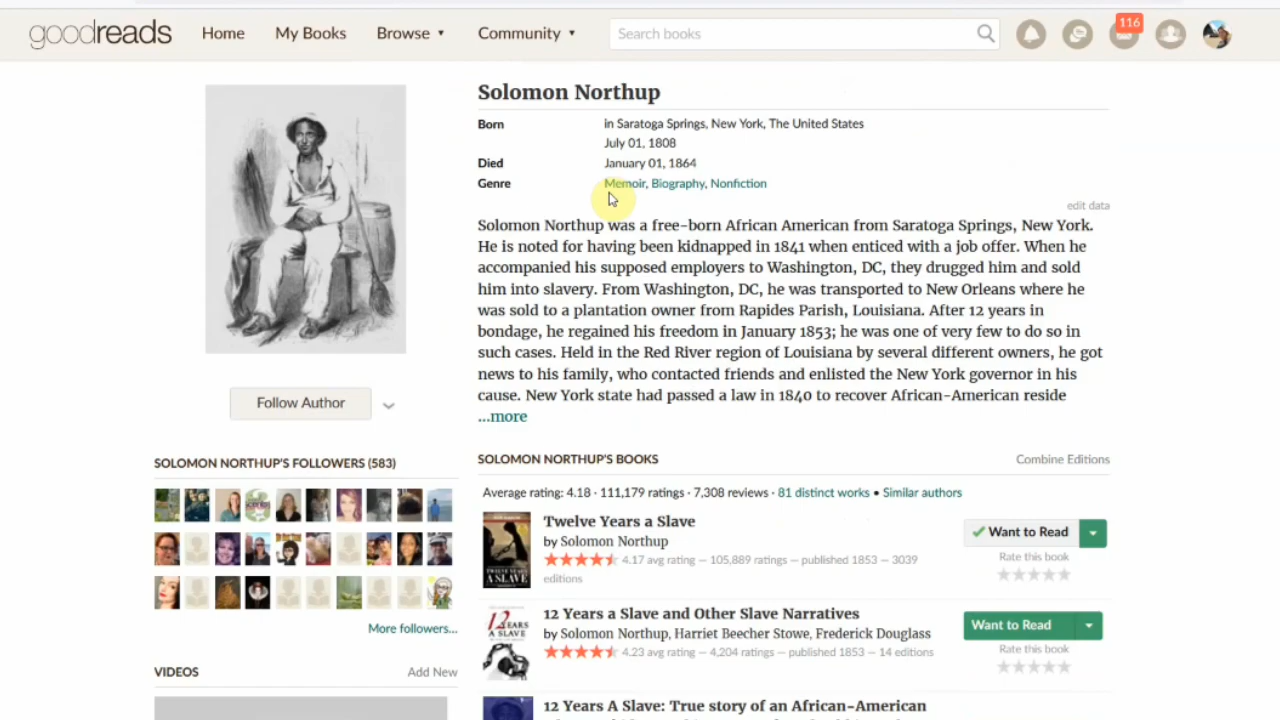 goodreads Home My Books Browse ▾ Community ▾ Search books 116
Solomon Northup
Born in Saratoga Springs, New York, The United States
July 01, 1808
Died January 01, 1864
Genre Memoir, Biography, Nonfiction
edit data
Solomon Northup was a free-born African American from Saratoga Springs, New York.
He is noted for having been kidnapped in 1841 when enticed with a job offer. When he
accompanied his supposed employers to Washington, DC, they drugged him and sold
him into slavery. From Washington, DC, he was transported to New Orleans where he
was sold to a plantation owner from Rapides Parish, Louisiana. After 12 years in
bondage, he regained his freedom in January 1853; he was one of very few to do so in
such cases. Held in the Red River region of Louisiana by several different owners, he got
news to his family, who contacted friends and enlisted the New York governor in his
cause. New York state had passed a law in 1840 to recover African-American reside
...more
Follow Author
SOLOMON NORTHUP'S FOLLOWERS (583)
More followers...
VIDEOS Add New
SOLOMON NORTHUP'S BOOKS Combine Editions
Average rating: 4.18 · 111,179 ratings · 7,308 reviews · 81 distinct works • Similar authors
Twelve Years a Slave
by Solomon Northup
4.17 avg rating — 105,889 ratings — published 1853 — 3039
editions
Want to Read
Rate this book
12 Years a Slave and Other Slave Narratives
by Solomon Northup, Harriet Beecher Stowe, Frederick Douglass
4.23 avg rating — 4,204 ratings — published 1853 — 14 editions
Want to Read
Rate this book
12 Years A Slave: True story of an African-American